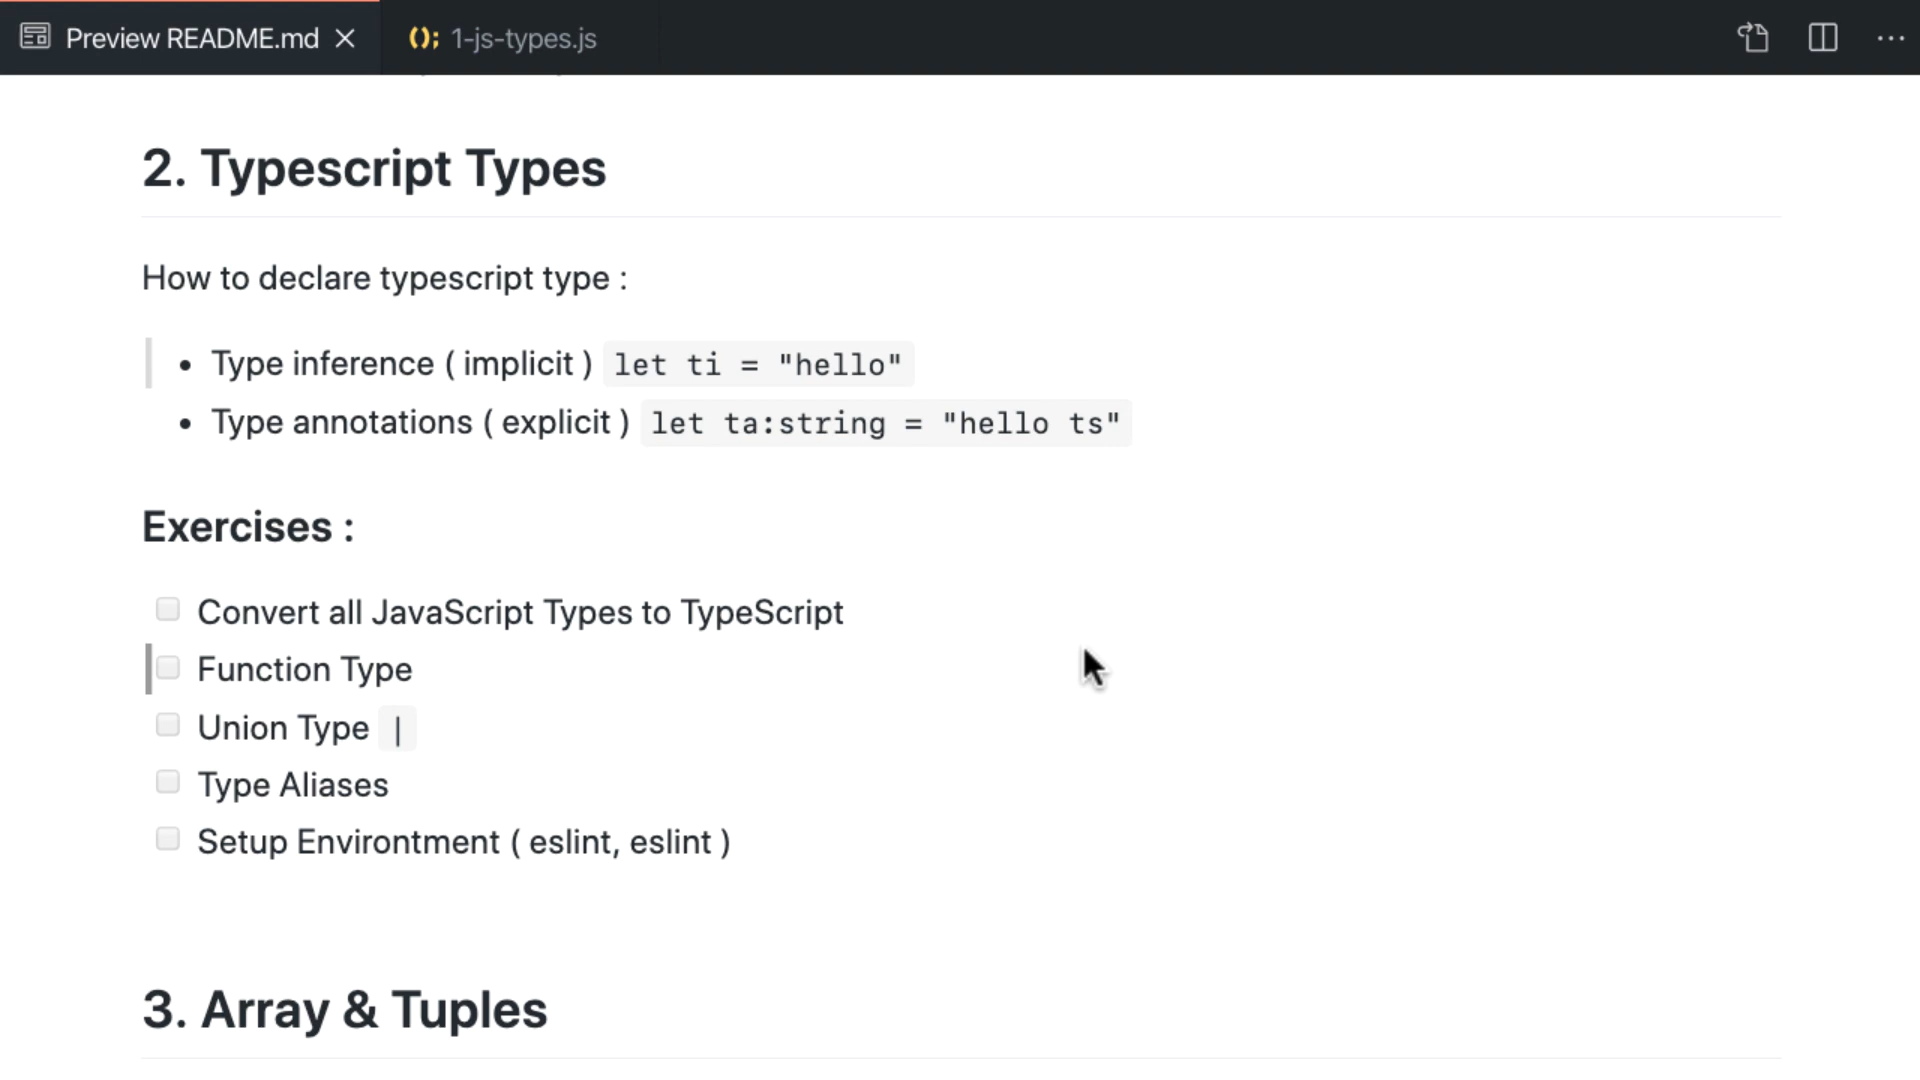 Preview README.md
(); 1-js-types.js
2. Typescript Types
How to declare typescript type :
• Type inference ( implicit ) let ti = "hello"
• Type annotations ( explicit ) let ta:string = "hello ts"
Exercises :
Convert all JavaScript Types to TypeScript
Function Type
Union Type |
Type Aliases
Setup Environtment ( eslint, eslint )
3. Array & Tuples